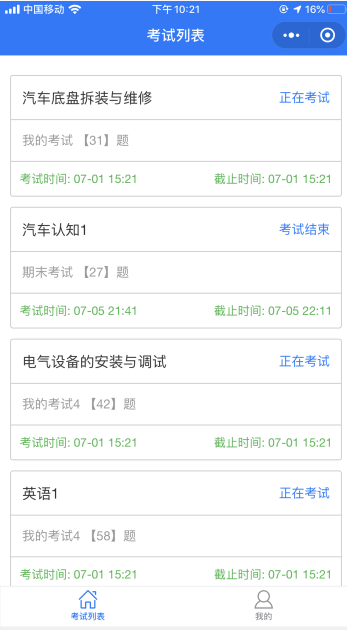 中国移动 下午10:21 16%
考试列表
汽车底盘拆装与维修 正在考试
我的考试 【31】题
考试时间: 07-01 15:21 截止时间: 07-01 15:21
汽车认知1 考试结束
期末考试 【27】题
考试时间: 07-05 21:41 截止时间: 07-05 22:11
电气设备的安装与调试 正在考试
我的考试4 【42】题
考试时间: 07-01 15:21 截止时间: 07-01 15:21
英语1 正在考试
我的考试4 【58】题
考试时间: 07-01 15:21 截止时间: 07-01 15:21
考试列表 我的